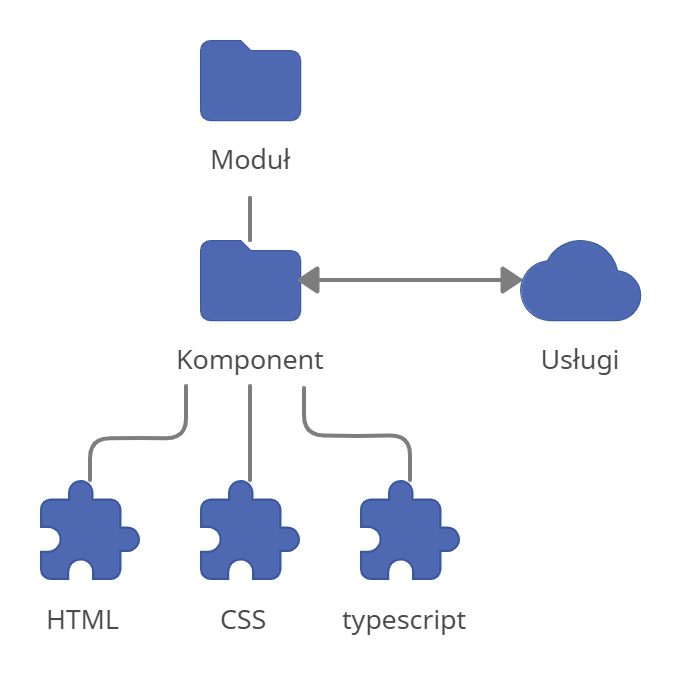 Moduł
Komponent
Usługi
HTML
CSS
typescript